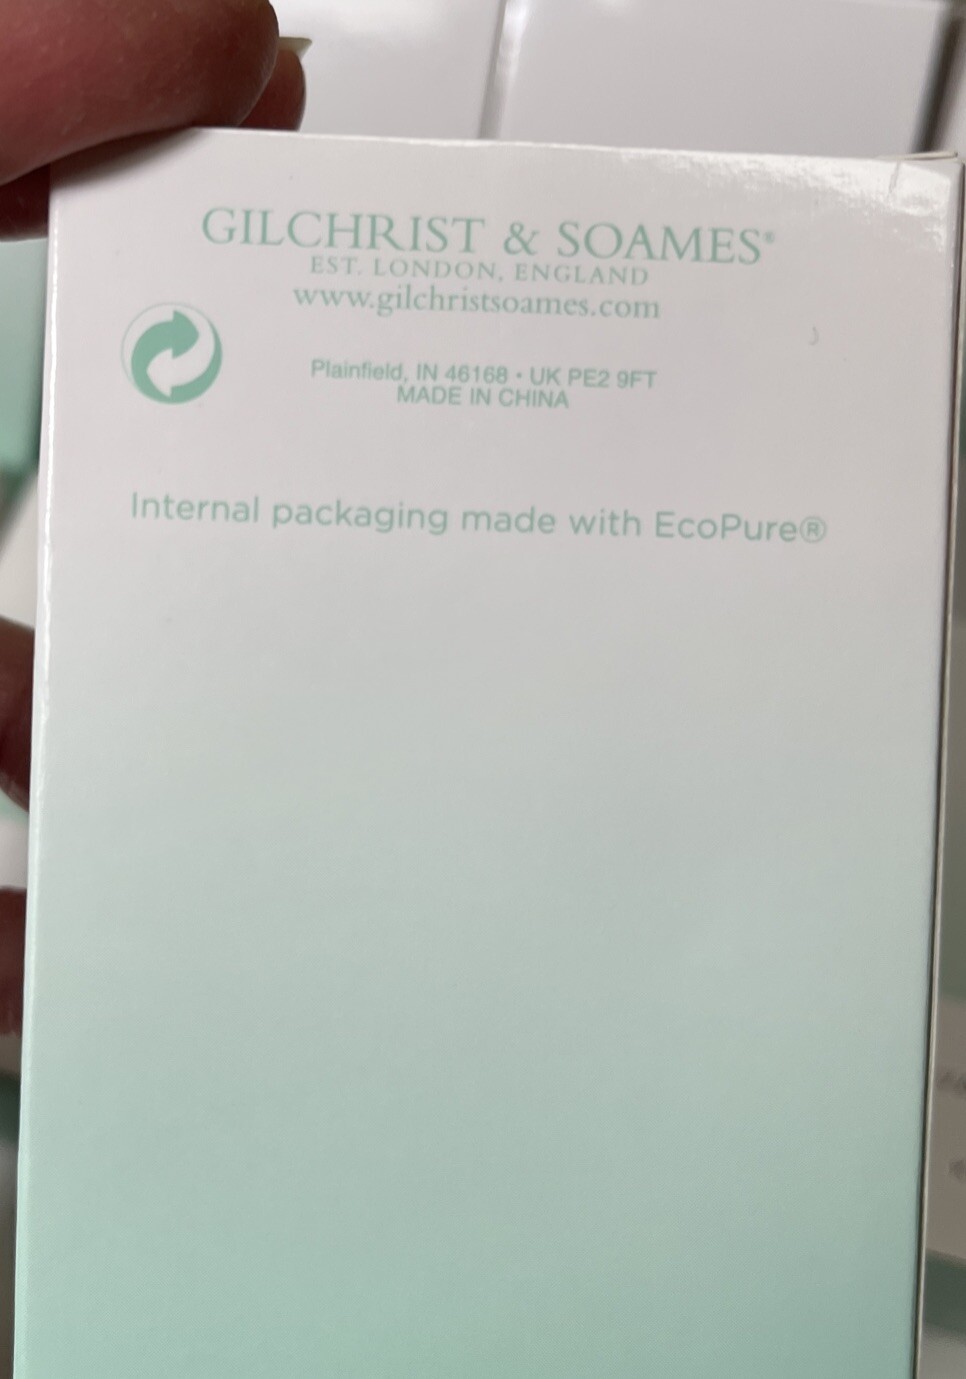 GILCHRIST & SOAMES®
EST. LONDON, ENGLAND
www.gilchristsoames.com
Plainfield, IN 46168 • UK PE2 9FT
MADE IN CHINA
Internal packaging made with EcoPure®